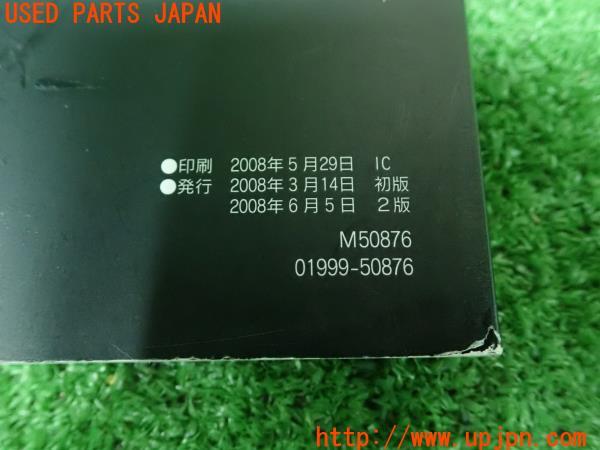 USED PARTS JAPAN
●印刷 2008年5月29日 IC
●発行 2008年3月14日 初版
2008年6月5日 2版
M50876
01999-50876
http://www.upjpn.com